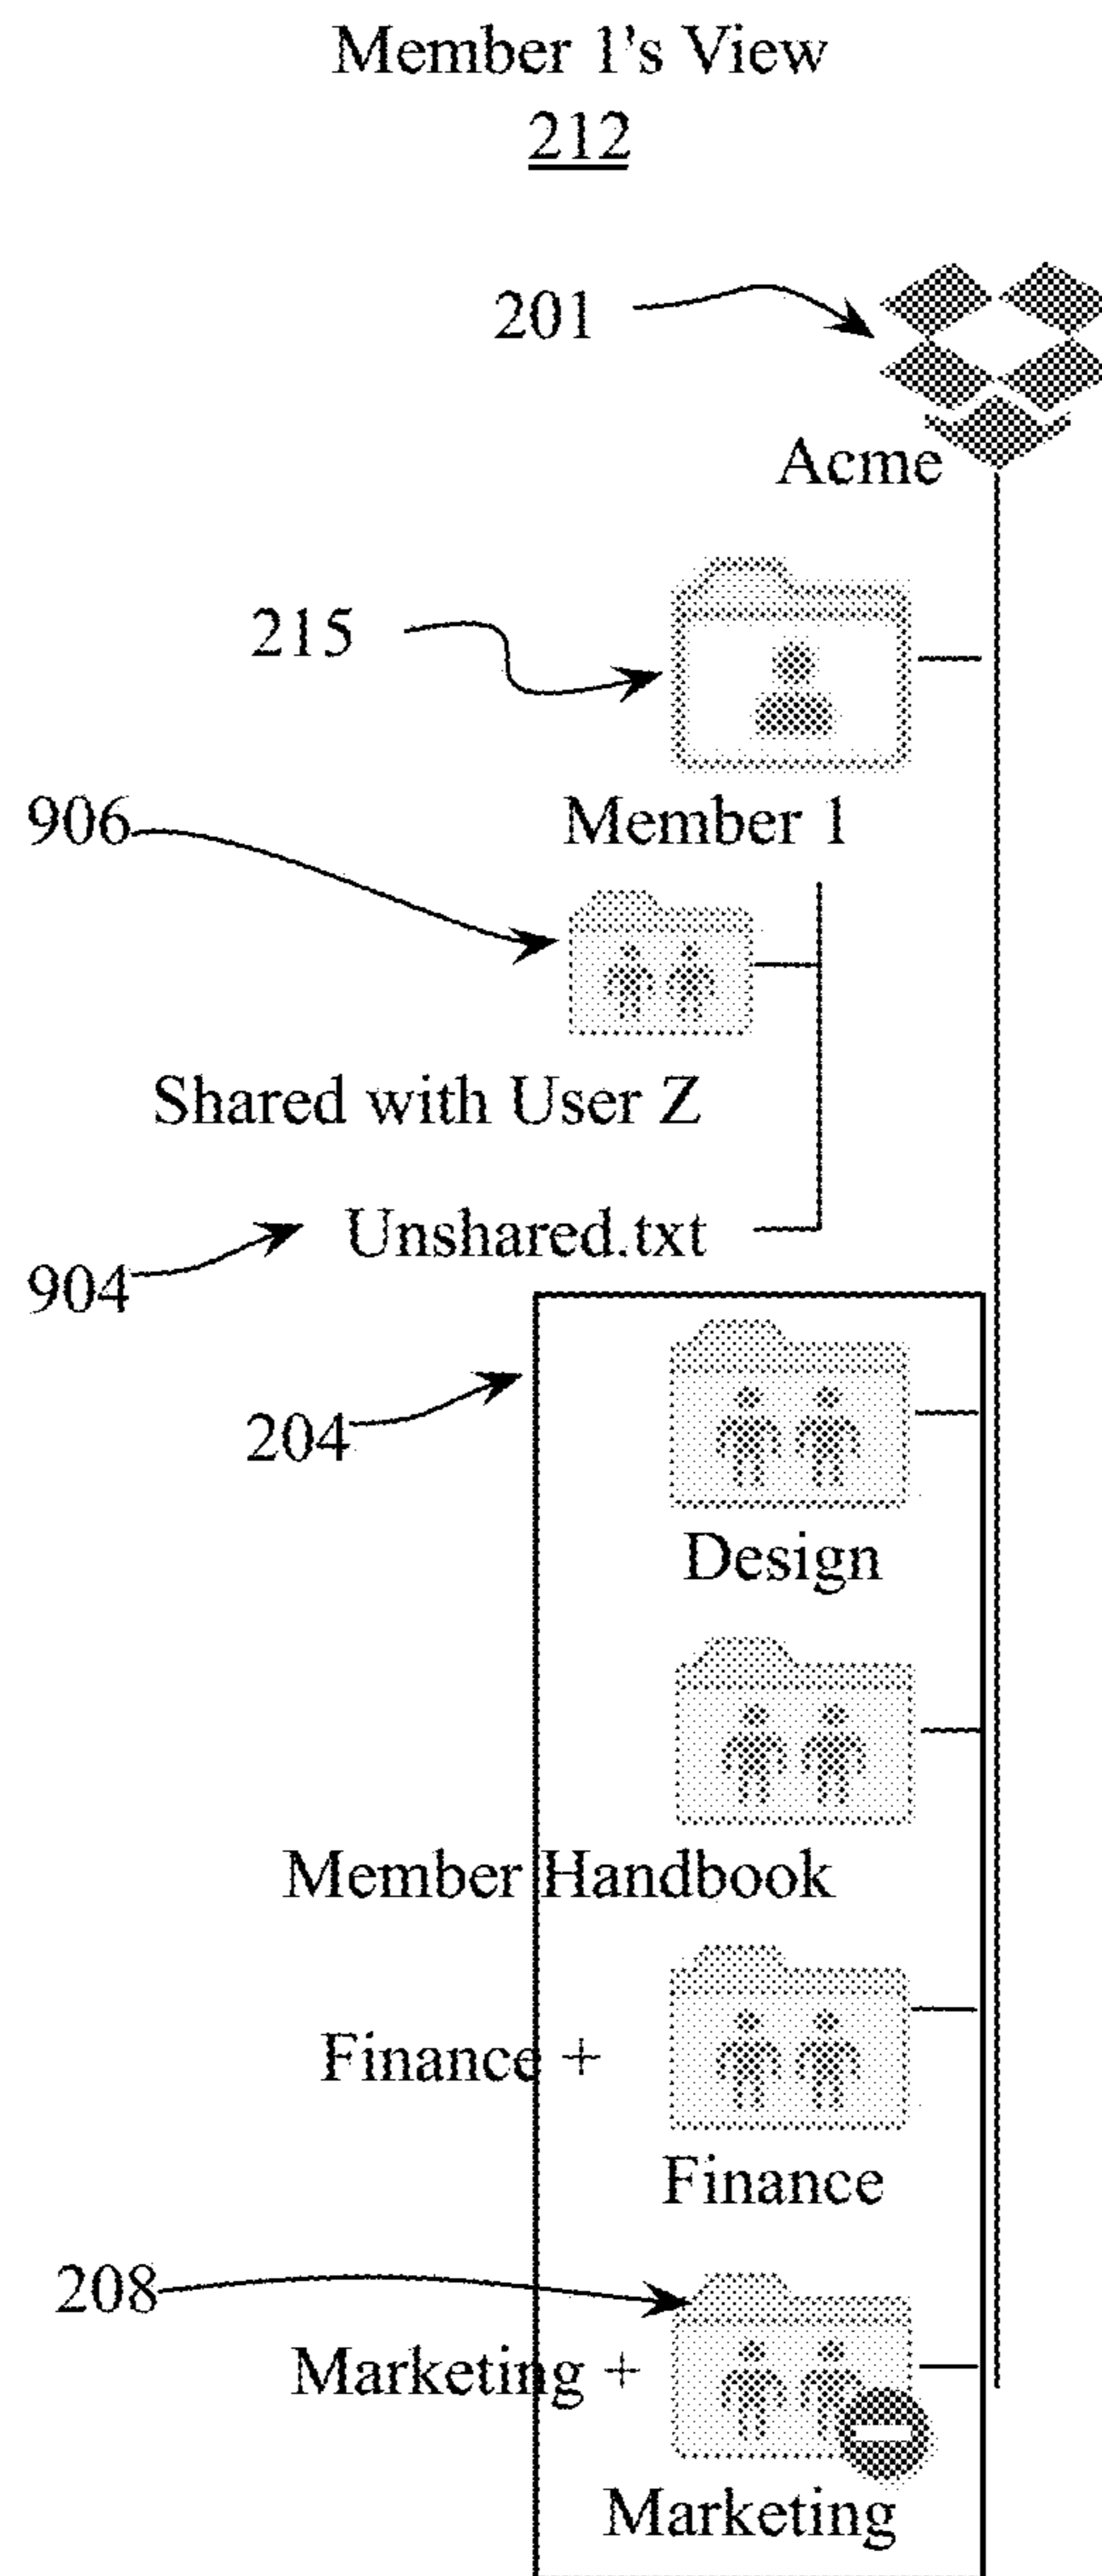 Member 1's View
212
201
Acme
215
906
Member 1
Shared with User Z
Unshared.txt
904
204
Design
Member Handbook
Finance +
Finance
208
Marketing +
Marketing